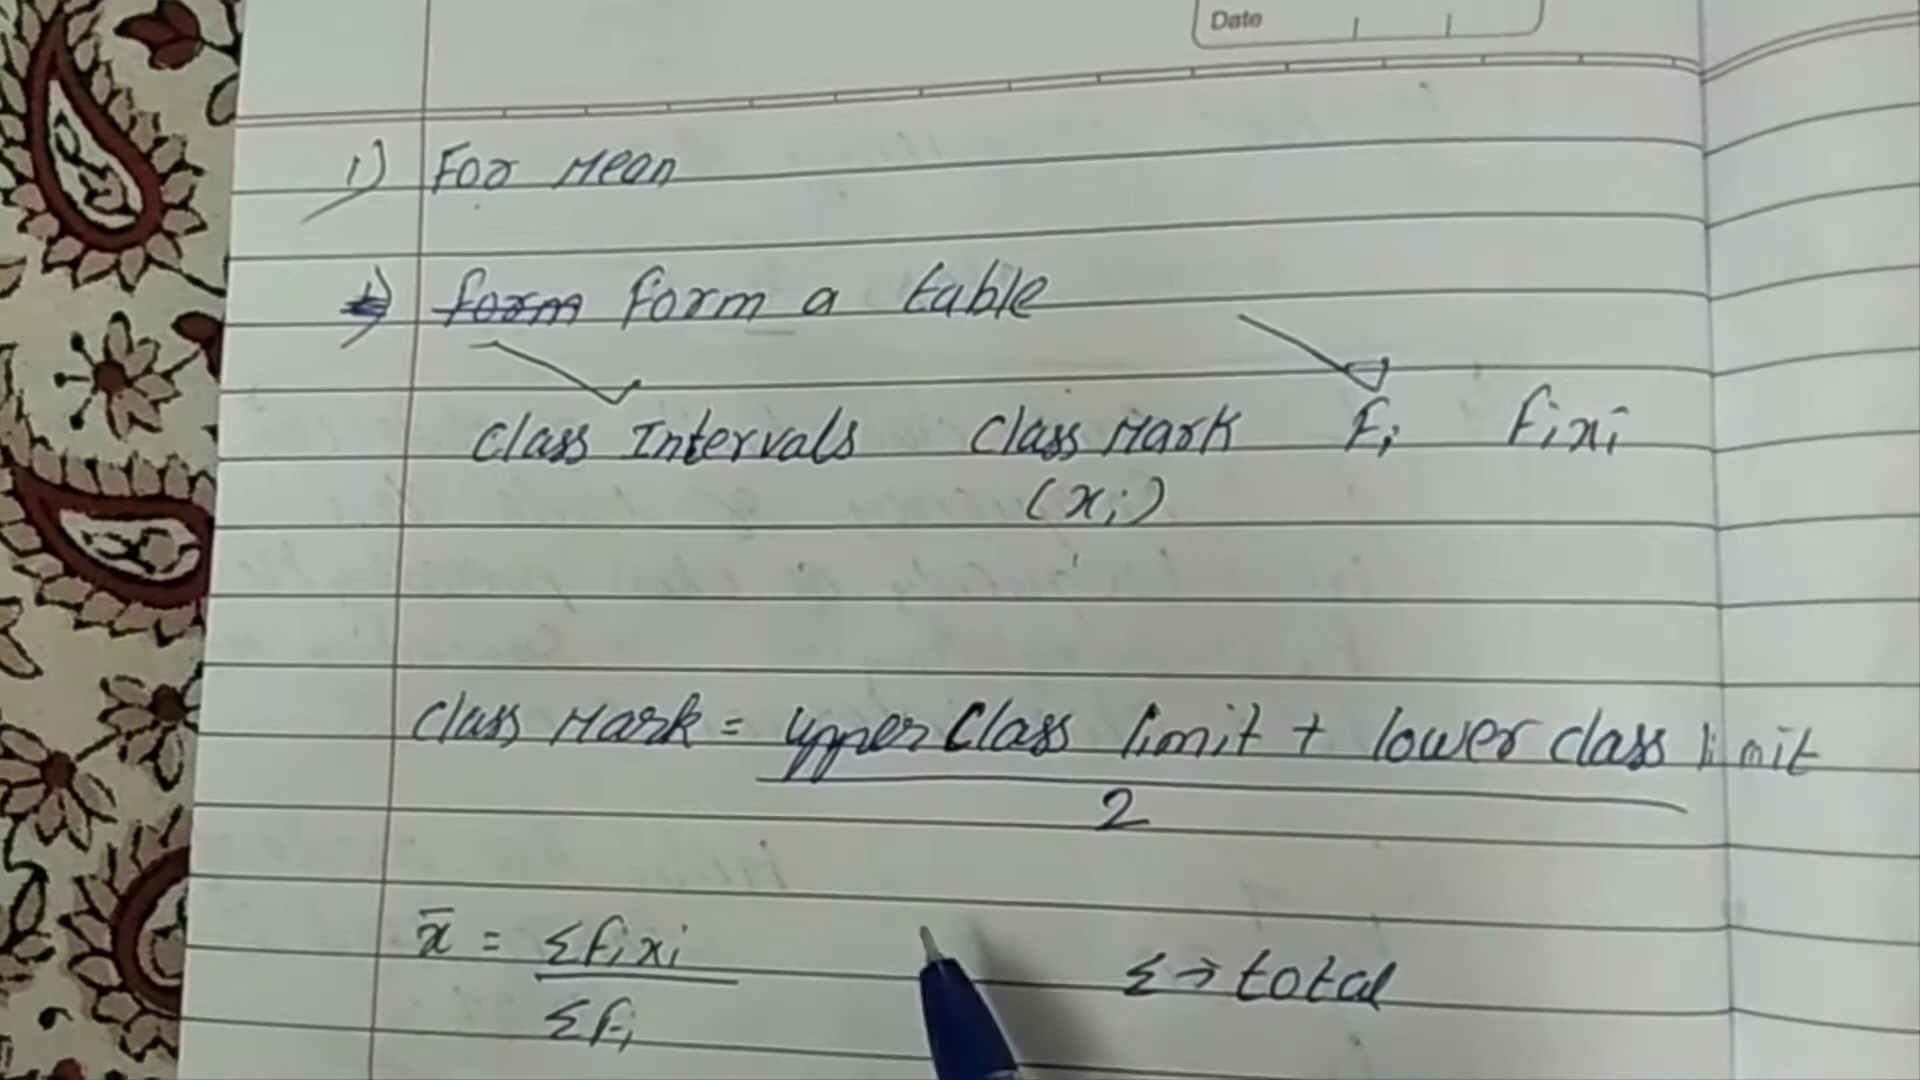 Date
1) For Mean
form Form a table
Class Intervals Class Mark Fi fixi
(xi)
Class Mark = upper Class limit + lower class limit
2
x̄ = Σfixi
Σfi
Σ → total